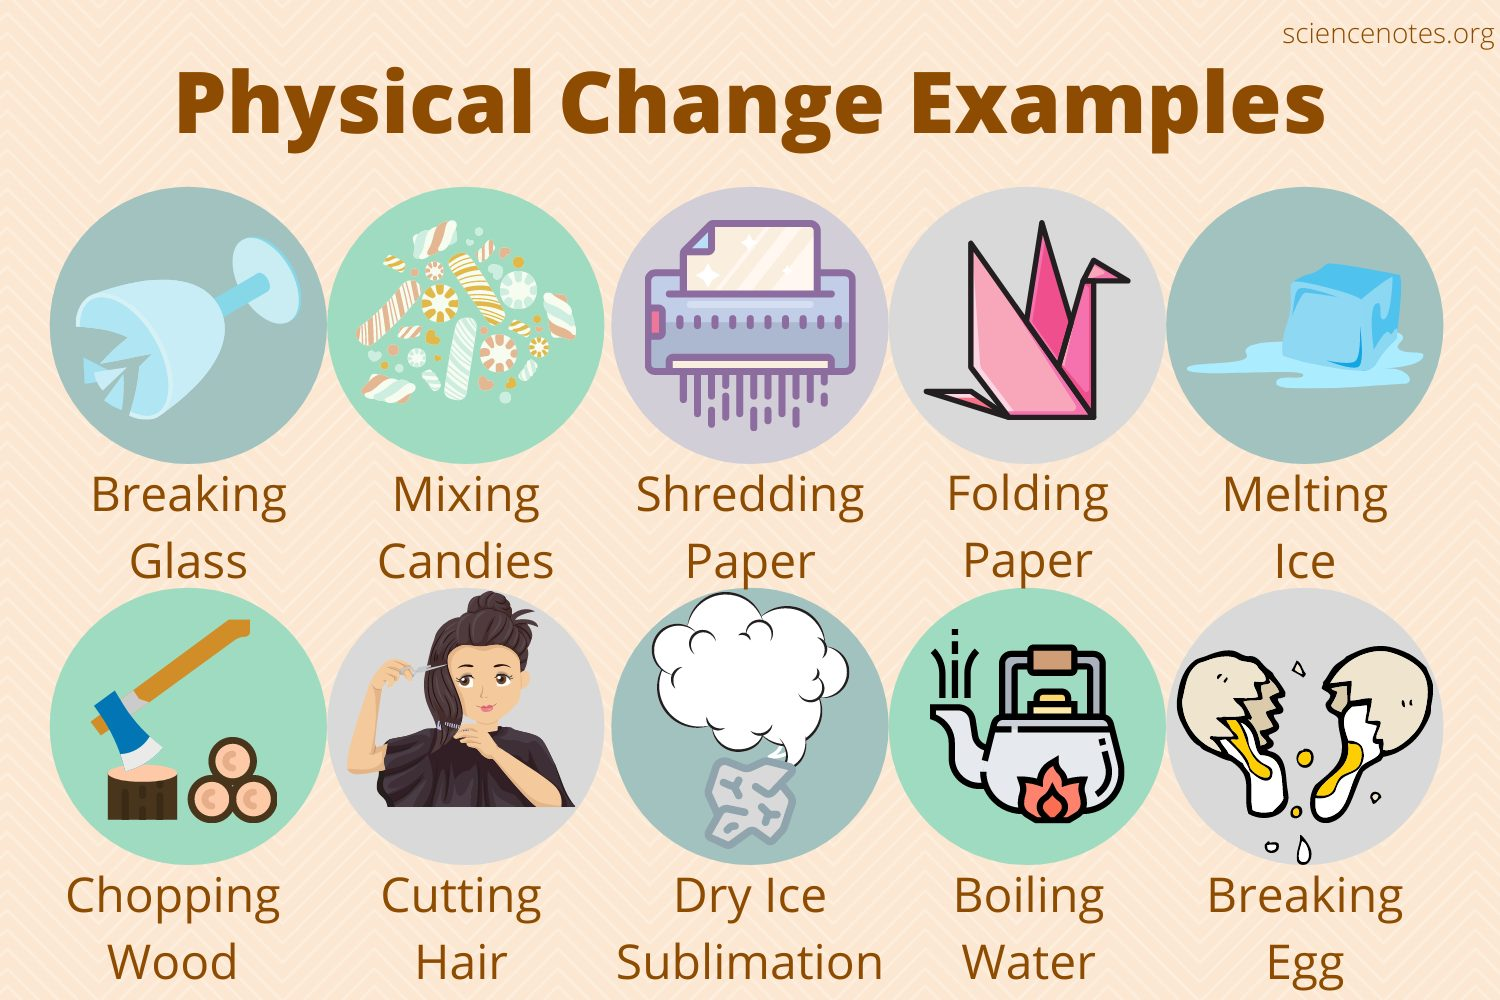 sciencenotes.org
Physical Change Examples
Breaking
Glass
Mixing
Candies
Shredding
Paper
Folding
Paper
Melting
Ice
Chopping
Wood
Cutting
Hair
Dry Ice
Sublimation
Boiling
Water
Breaking
Egg